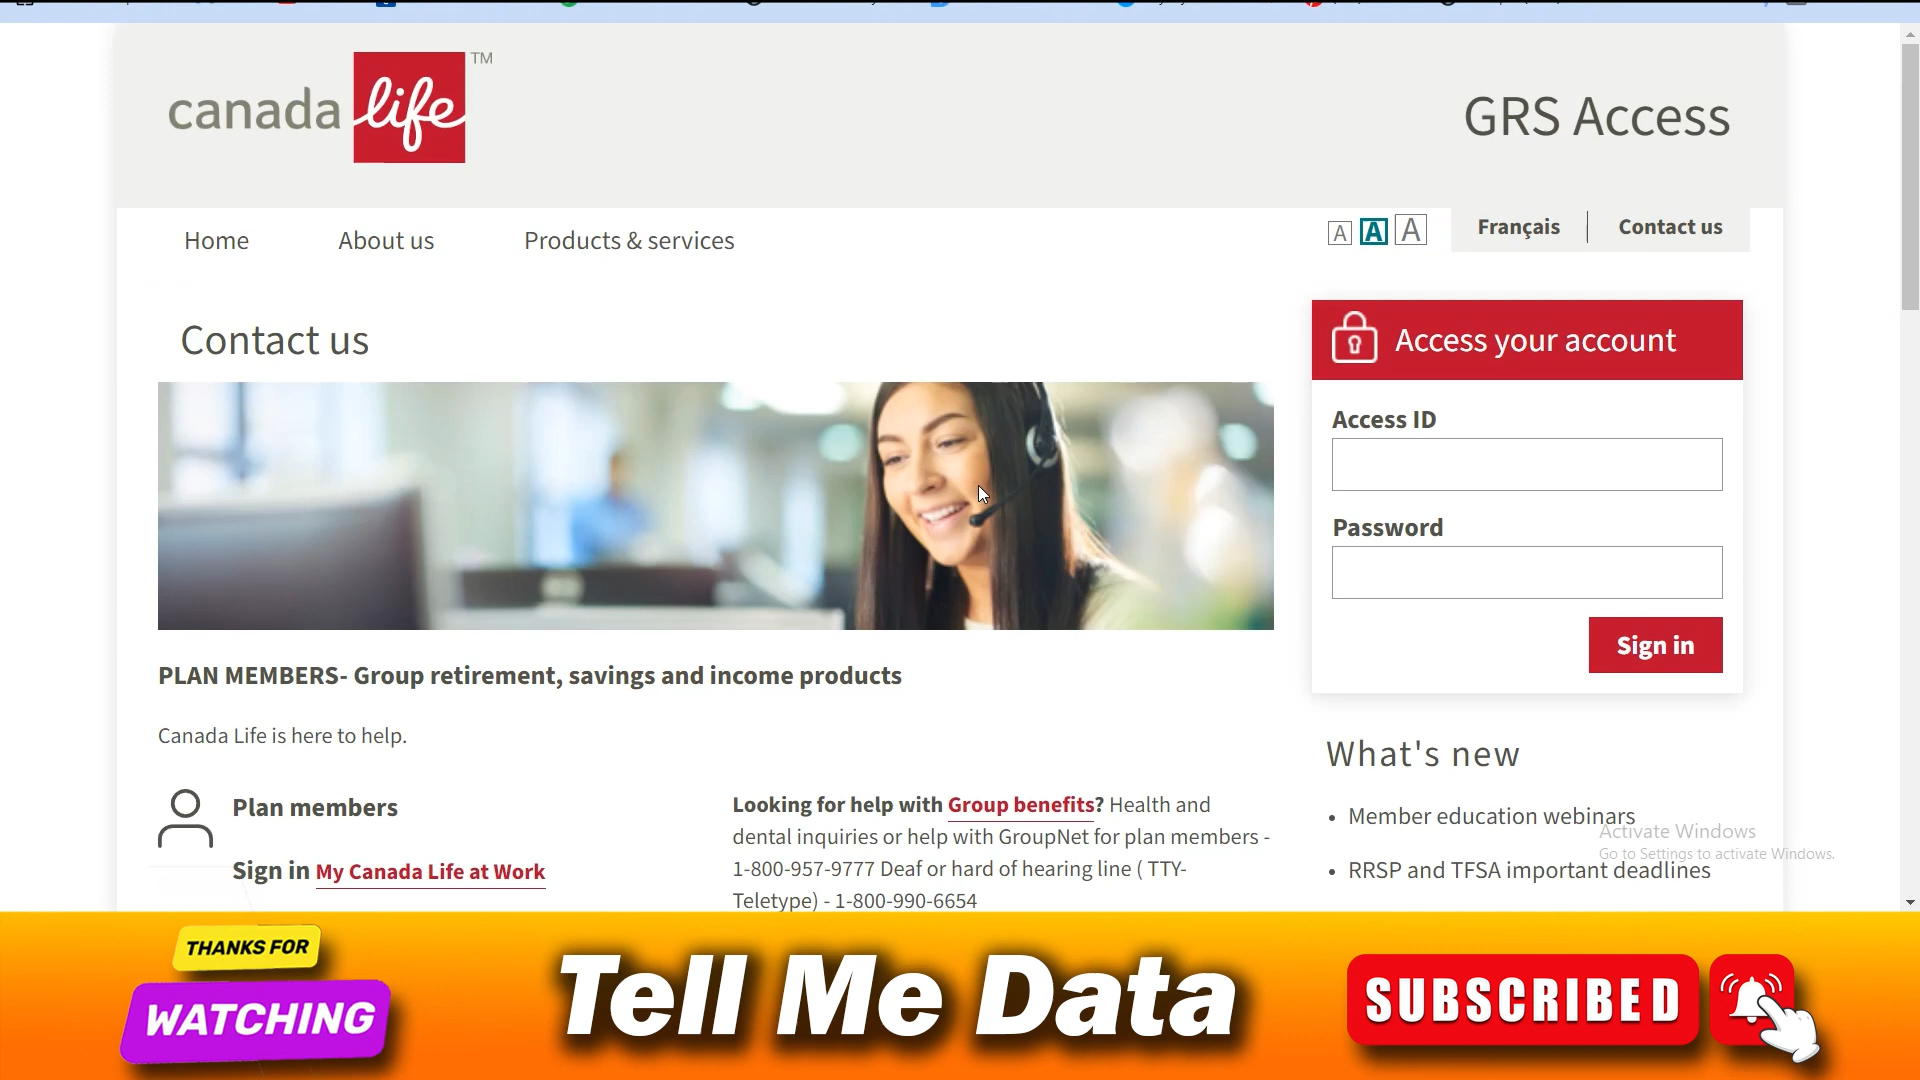 canada life TM
GRS Access
Home
About us
Products & services
A A A
Français
Contact us
Contact us
Access your account
Access ID
Password
Sign in
PLAN MEMBERS- Group retirement, savings and income products
Canada Life is here to help.
Plan members
Sign in My Canada Life at Work
Looking for help with Group benefits? Health and
dental inquiries or help with GroupNet for plan members -
1-800-957-9777 Deaf or hard of hearing line ( TTY-
Teletype) - 1-800-990-6654
What's new
• Member education webinars
• RRSP and TFSA important deadlines
Activate Windows
Go to Settings to activate Windows.
THANKS FOR
WATCHING
Tell Me Data
SUBSCRIBED